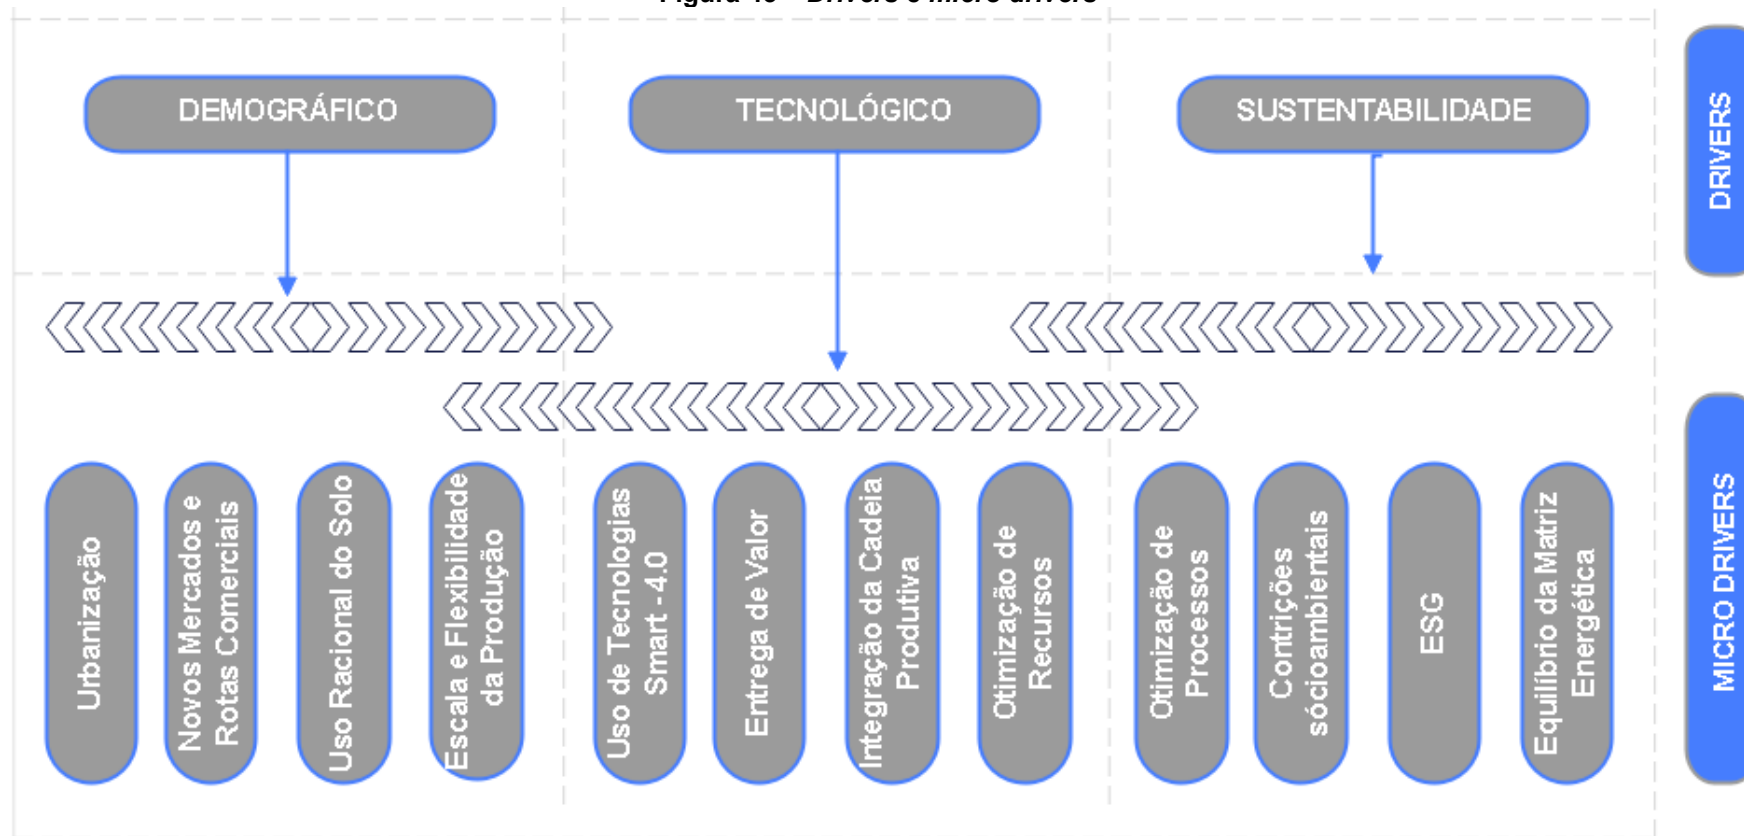 DEMOGRÁFICO
TECNOLÓGICO
SUSTENTABILIDADE
DRIVERS
Urbanização
Novos Mercados e
Rotas Comerciais
Uso Racional do Solo
Escala e Flexibilidade
da Produção
Uso de Tecnologias
Smart -4.0
Entrega de Valor
Integração da Cadeia
Produtiva
Otimização de
Recursos
Otimização de
Processos
Contrições
sócioambientais
ESG
Equilíbrio da Matriz
Energética
MICRO DRIVERS